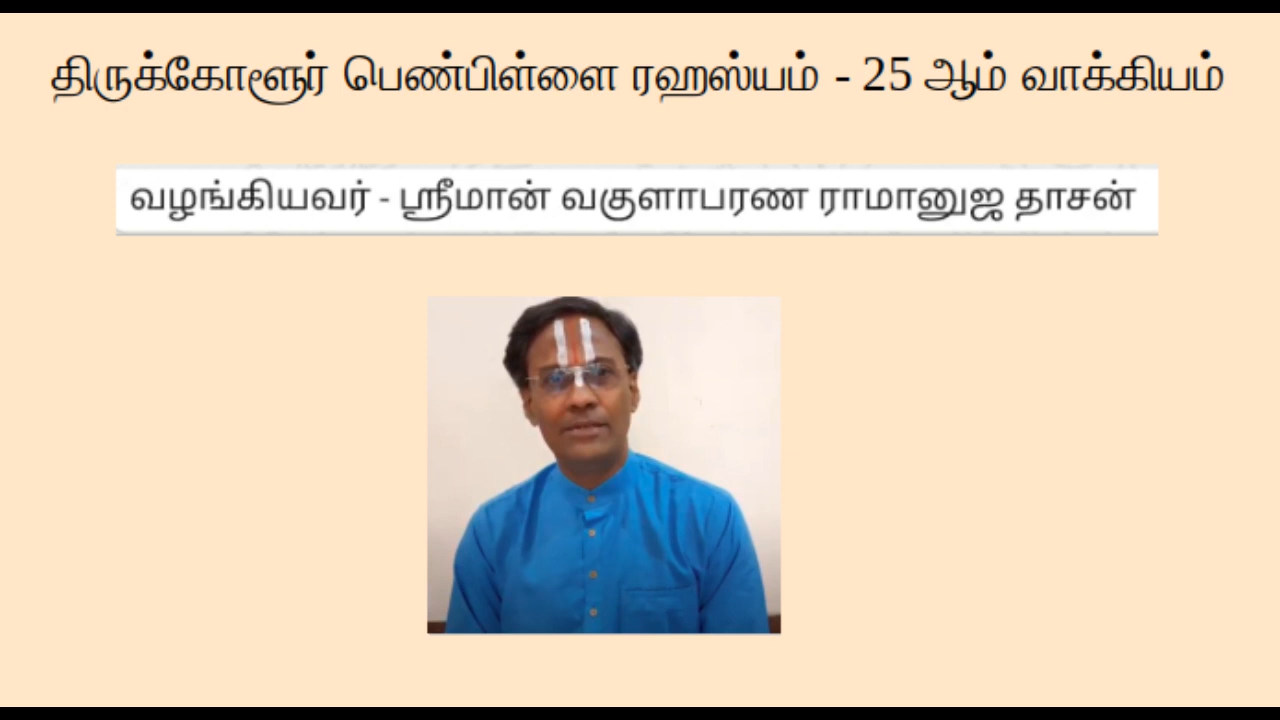 திருக்கோளூர் பெண்பிள்ளை ரஹஸ்யம் - 25 ஆம் வாக்கியம்
வழங்கியவர் - ஸ்ரீமான் வகுளாபரண ராமானுஜ தாசன்